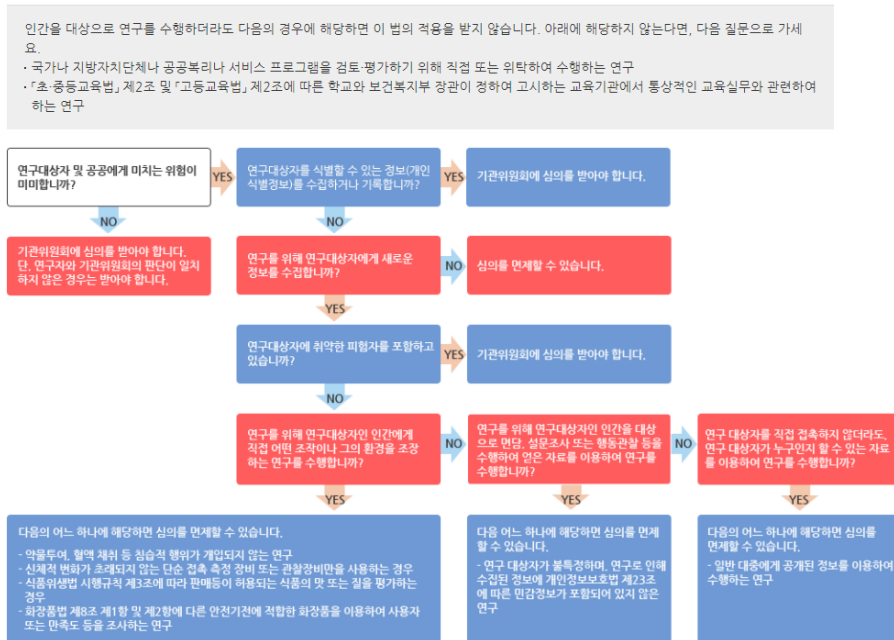 인간을 대상으로 연구를 수행하더라도 다음의 경우에 해당하면 이 법의 적용을 받지 않습니다. 아래에 해당하지 않는다면, 다음 질문으로 가세
요.
· 국가나 지방자치단체나 공공복리나 서비스 프로그램을 검토·평가하기 위해 직접 또는 위탁하여 수행하는 연구
· 「초·중등교육법」 제2조 및 「고등교육법」 제2조에 따른 학교와 보건복지부 장관이 정하여 고시하는 교육기관에서 통상적인 교육실무와 관련하여
하는 연구
연구대상자 및 공공에게 미치는 위험이
미미합니까?
YES
연구대상자를 식별할 수 있는 정보(개인
식별정보)를 수집하거나 기록합니까?
YES
기관위원회에 심의를 받아야 합니다.
NO
NO
기관위원회에 심의를 받아야 합니다.
단, 연구자와 기관위원회의 판단이 일치
하지 않은 경우는 받아야 합니다.
연구를 위해 연구대상자에게 새로운
정보를 수집합니까?
NO
심의를 면제할 수 있습니다.
YES
연구대상자에 취약한 피험자를 포함하고
있습니까?
YES
기관위원회에 심의를 받아야 합니다.
NO
연구를 위해 연구대상자인 인간에게
직접 어떤 조작이나 그의 환경을 조장
하는 연구를 수행합니까?
NO
연구를 위해 연구대상자인 인간을 대상
으로 면담, 설문조사 또는 행동관찰 등을
수행하여 얻은 자료를 이용하여 연구를
수행합니까?
NO
연구 대상자를 직접 접촉하지 않더라도,
연구 대상자가 누구인지 할 수 있는 자료
를 이용하여 연구를 수행합니까?
YES
YES
YES
다음의 어느 하나에 해당하면 심의를 면제할 수 있습니다.
- 약물투여, 혈액 채취 등 침습적 행위가 개입되지 않는 연구
- 신체적 변화가 초래되지 않는 단순 접촉 측정 장비 또는 관찰장비만을 사용하는 경우
- 식품위생법 시행규칙 제3조에 따라 판매등이 허용되는 식품의 맛 또는 질을 평가하는
경우
- 화장품법 제8조 제1항 및 제2항에 다른 안전기전에 적합한 화장품을 이용하여 사용자
또는 만족도 등을 조사하는 연구
다음 어느 하나에 해당하면 심의를 면제
할 수 있습니다.
- 연구 대상자가 불특정하며, 연구로 인해
수집된 정보에 개인정보보호법 제23조
에 따른 민감정보가 포함되어 있지 않은
연구
다음의 어느 하나에 해당하면 심의를
면제할 수 있습니다.
- 일반 대중에게 공개된 정보를 이용하여
수행하는 연구